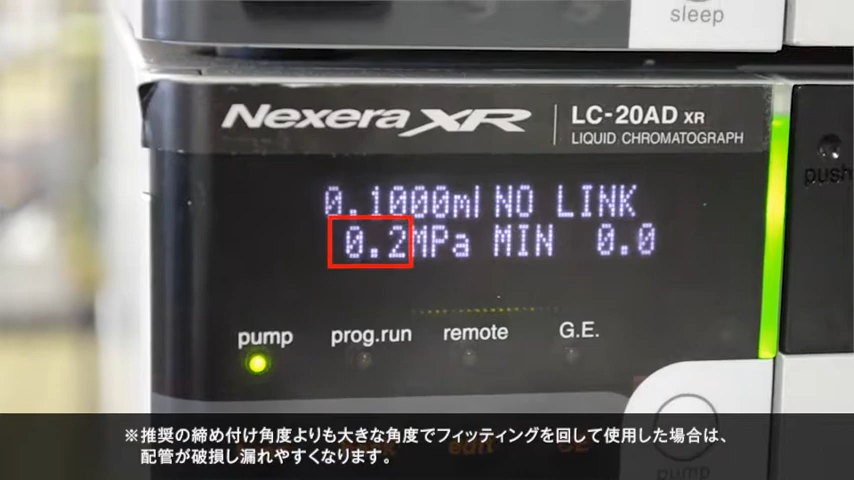 sleep
Nexera XR
LC-20AD XR
LIQUID CHROMATOGRAPH
push
0.1000ml NO LINK
0.2MPa MIN 0.0
pump prog.run remote G.E.
※推奨の締め付け角度よりも大きな角度でフィッティングを回して使用した場合は、
配管が破損し漏れやすくなります。
pump